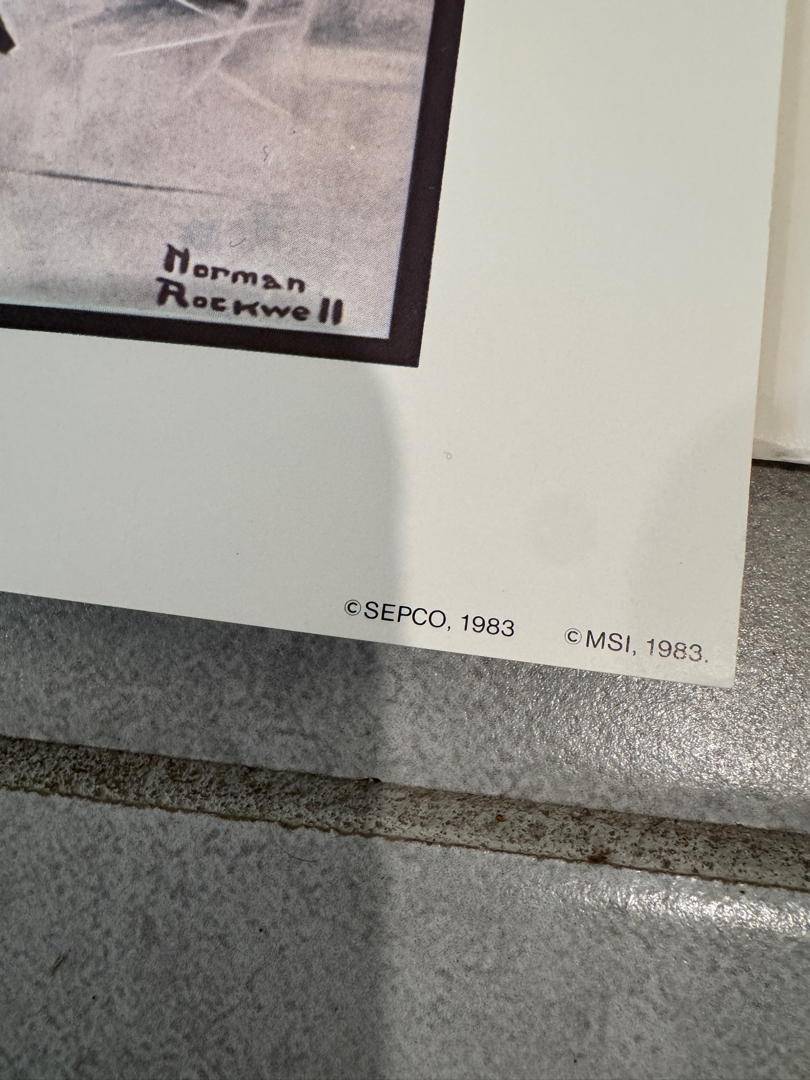 Norman
Rockwell
©SEPCO, 1983 ©MSI, 1983.